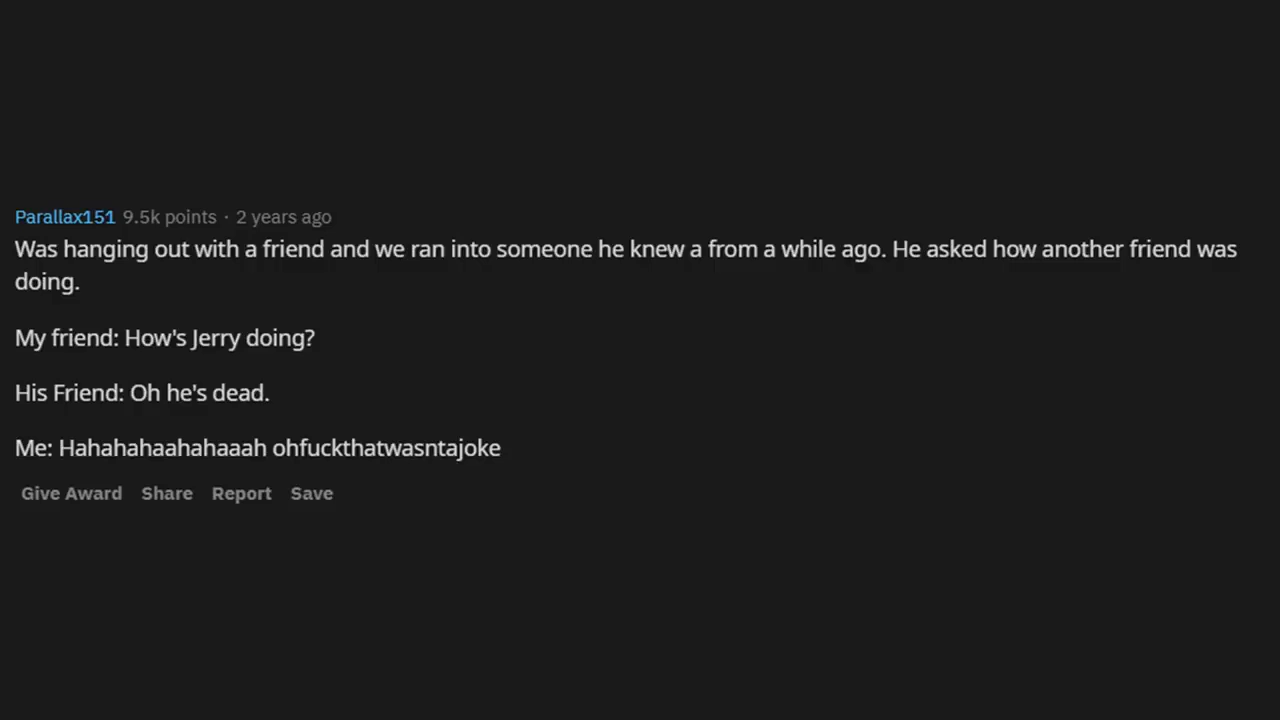 Parallax151 9.5k points · 2 years ago
Was hanging out with a friend and we ran into someone he knew a from a while ago. He asked how another friend was
doing.
My friend: How's Jerry doing?
His Friend: Oh he's dead.
Me: Hahahahaahahaaah ohfuckthatwasntajoke
Give Award Share Report Save